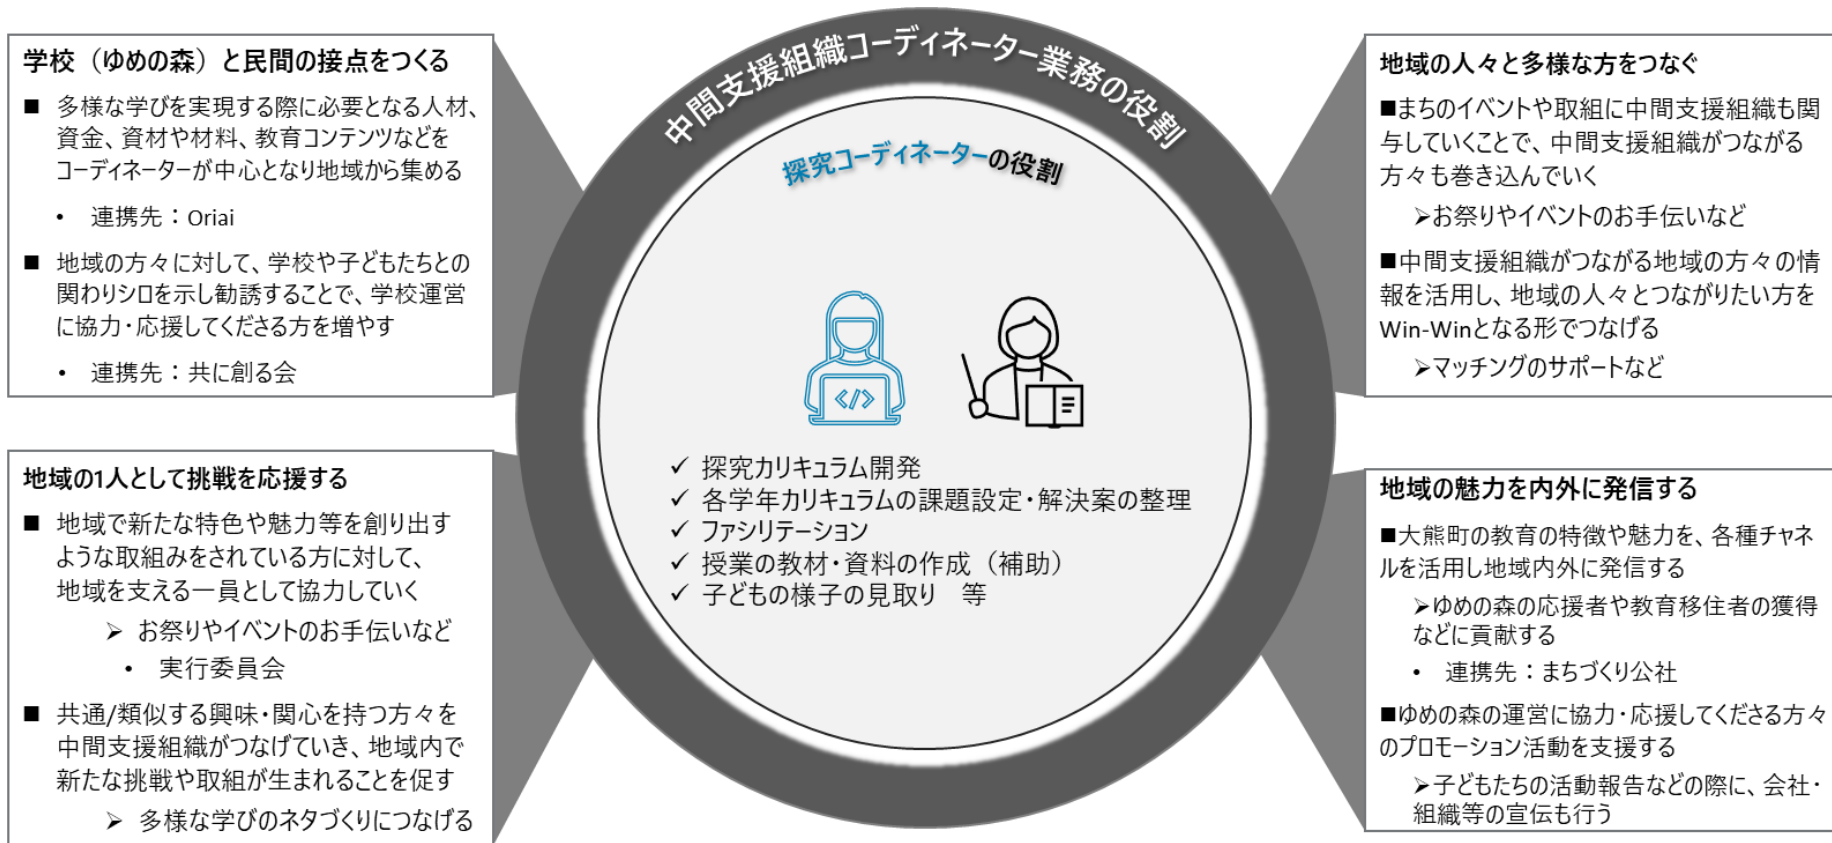 中間支援組織コーディネーター業務の役割
探究コーディネーターの役割
学校（ゆめの森）と民間の接点をつくる
■ 多様な学びを実現する際に必要となる人材、
資金、資材や材料、教育コンテンツなどを
コーディネーターが中心となり地域から集める
• 連携先：Oriai
■ 地域の方々に対して、学校や子どもたちとの
関わりシロを示し勧誘することで、学校運営
に協力・応援してくださる方を増やす
• 連携先：共に創る会
地域の1人として挑戦を応援する
■ 地域で新たな特色や魅力等を創り出す
ような取組みをされている方に対して、
地域を支える一員として協力していく
➢ お祭りやイベントのお手伝いなど
• 実行委員会
■ 共通/類似する興味・関心を持つ方々を
中間支援組織がつなげていき、地域内で
新たな挑戦や取組が生まれることを促す
➢ 多様な学びのネタづくりにつなげる
</>
✓ 探究カリキュラム開発
✓ 各学年カリキュラムの課題設定・解決案の整理
✓ ファシリテーション
✓ 授業の教材・資料の作成（補助）
✓ 子どもの様子の見取り　等
地域の人々と多様な方をつなぐ
■まちのイベントや取組に中間支援組織も関
与していくことで、中間支援組織がつながる
方々も巻き込んでいく
➢お祭りやイベントのお手伝いなど
■中間支援組織がつながる地域の方々の情
報を活用し、地域の人々とつながりたい方を
Win-Winとなる形でつなげる
➢マッチングのサポートなど
地域の魅力を内外に発信する
■大熊町の教育の特徴や魅力を、各種チャネ
ルを活用し地域内外に発信する
➢ゆめの森の応援者や教育移住者の獲得
などに貢献する
• 連携先：まちづくり公社
■ゆめの森の運営に協力・応援してくださる方々
のプロモーション活動を支援する
➢子どもたちの活動報告などの際に、会社・
組織等の宣伝も行う